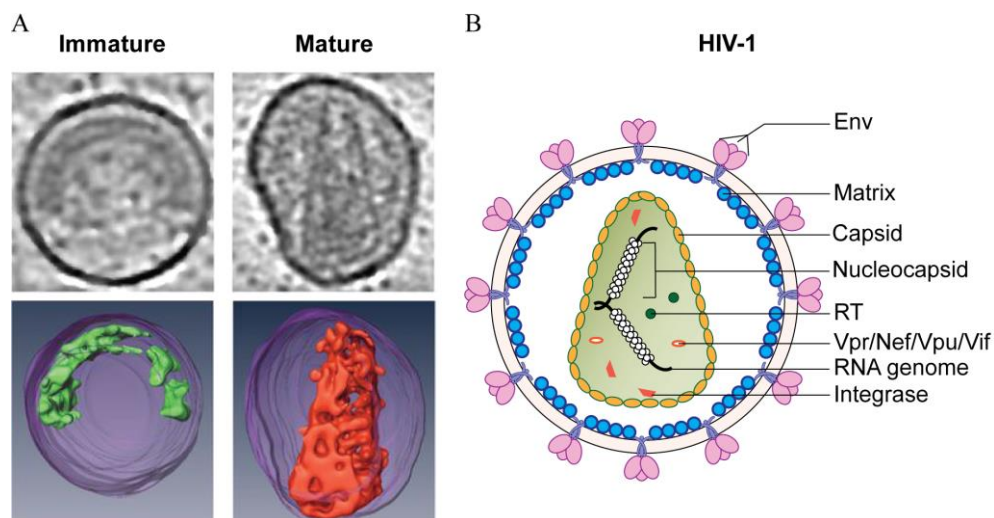 A
Immature
Mature
B
HIV-1
Env
Matrix
Capsid
Nucleocapsid
RT
Vpr/Nef/Vpu/Vif
RNA genome
Integrase